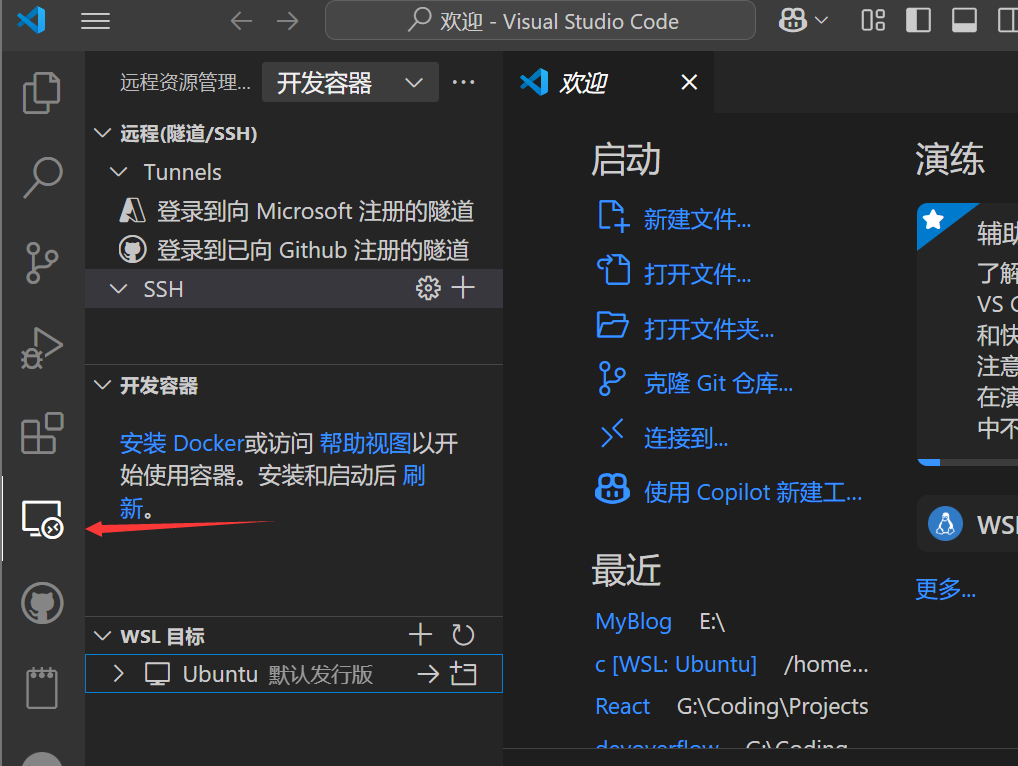 欢迎 - Visual Studio Code
远程资源管理...
开发容器
远程(隧道/SSH)
Tunnels
登录到向 Microsoft 注册的隧道
登录到已向 Github 注册的隧道
SSH
开发容器
安装 Docker或访问 帮助视图以开
始使用容器。安装和启动后 刷
新。
WSL 目标
Ubuntu 默认发行版
欢迎
启动
新建文件...
打开文件...
打开文件夹...
克隆 Git 仓库...
连接到...
使用 Copilot 新建工...
最近
MyBlog E:\
c [WSL: Ubuntu] /home...
React G:\Coding\Projects
devoverflow G:\Coding
演练
辅助
了解
VS
和快
注意
在演
中不
WSL
更多...